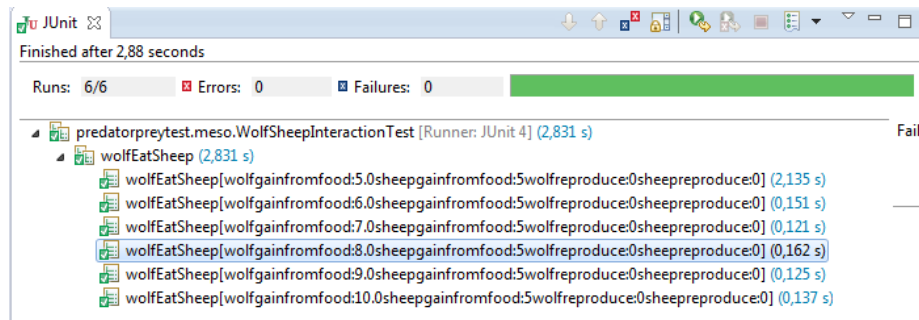 JUnit
Finished after 2,88 seconds
Runs: 6/6 Errors: 0 Failures: 0
predatorpreytest.meso.WolfSheepInteractionTest [Runner: JUnit 4] (2,831 s) Fail
wolfEatSheep (2,831 s)
wolfEatSheep[wolfgainfromfood:5.0sheepgainfromfood:5wolfreproduce:0sheepreproduce:0] (2,135 s)
wolfEatSheep[wolfgainfromfood:6.0sheepgainfromfood:5wolfreproduce:0sheepreproduce:0] (0,151 s)
wolfEatSheep[wolfgainfromfood:7.0sheepgainfromfood:5wolfreproduce:0sheepreproduce:0] (0,121 s)
wolfEatSheep[wolfgainfromfood:8.0sheepgainfromfood:5wolfreproduce:0sheepreproduce:0] (0,162 s)
wolfEatSheep[wolfgainfromfood:9.0sheepgainfromfood:5wolfreproduce:0sheepreproduce:0] (0,125 s)
wolfEatSheep[wolfgainfromfood:10.0sheepgainfromfood:5wolfreproduce:0sheepreproduce:0] (0,137 s)